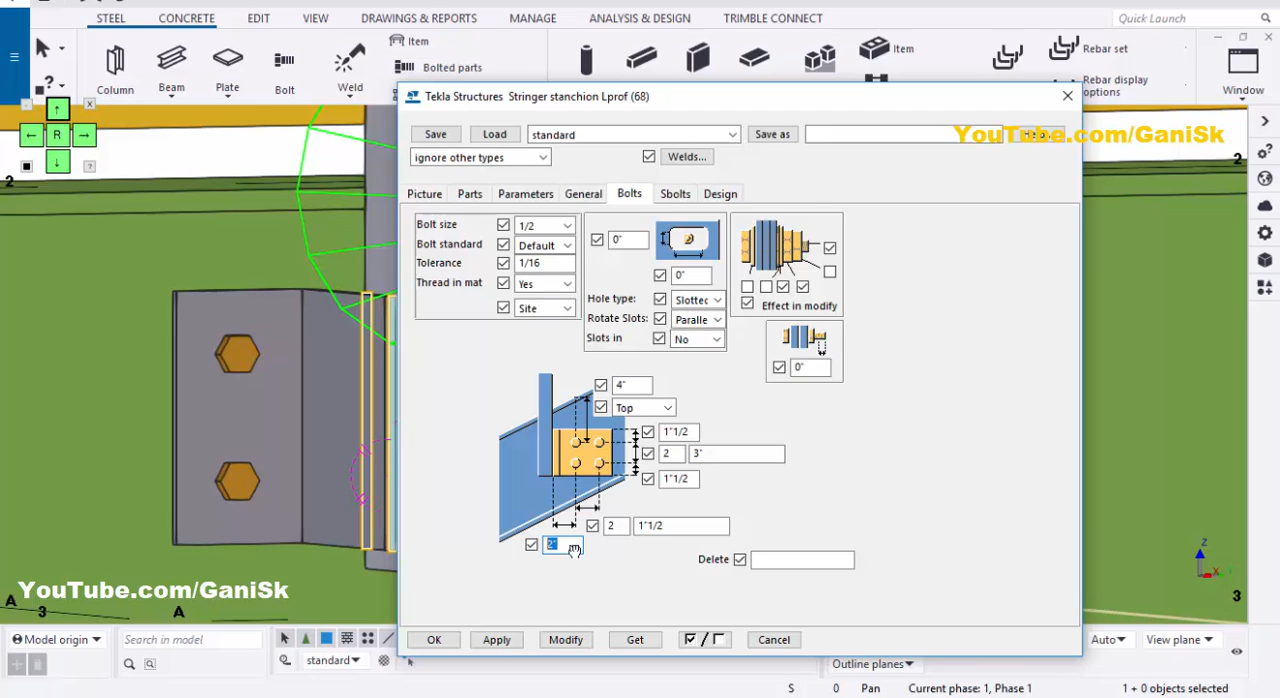 STEEL CONCRETE EDIT VIEW DRAWINGS & REPORTS MANAGE ANALYSIS & DESIGN TRIMBLE CONNECT Quick Launch
Item
Bolted parts
Column Beam Plate Bolt Weld
Item
Rebar set
Rebar display
options
Window
Tekla Structures Stringer stanchion Lprof (68)
Save Load standard Save as
ignore other types Welds...
YouTube.com/GaniSk
Picture Parts Parameters General Bolts Sbolts Design
Bolt size 1/2
Bolt standard Default
Tolerance 1/16
Thread in mat Yes
Site
0"
0"
Hole type: Slotted
Rotate Slots: Paralle
Slots in No
Effect in modify
0"
4"
Top
1"1/2
2 3"
1"1/2
2 1"1/2
2"
Delete
OK Apply Modify Get / Cancel
R
X
?
2
2
Z
X
3
YouTube.com/GaniSk
A
3
A
Model origin Search in model
standard
Auto View plane
Outline planes
S 0 Pan Current phase: 1, Phase 1 1 + 0 objects selected